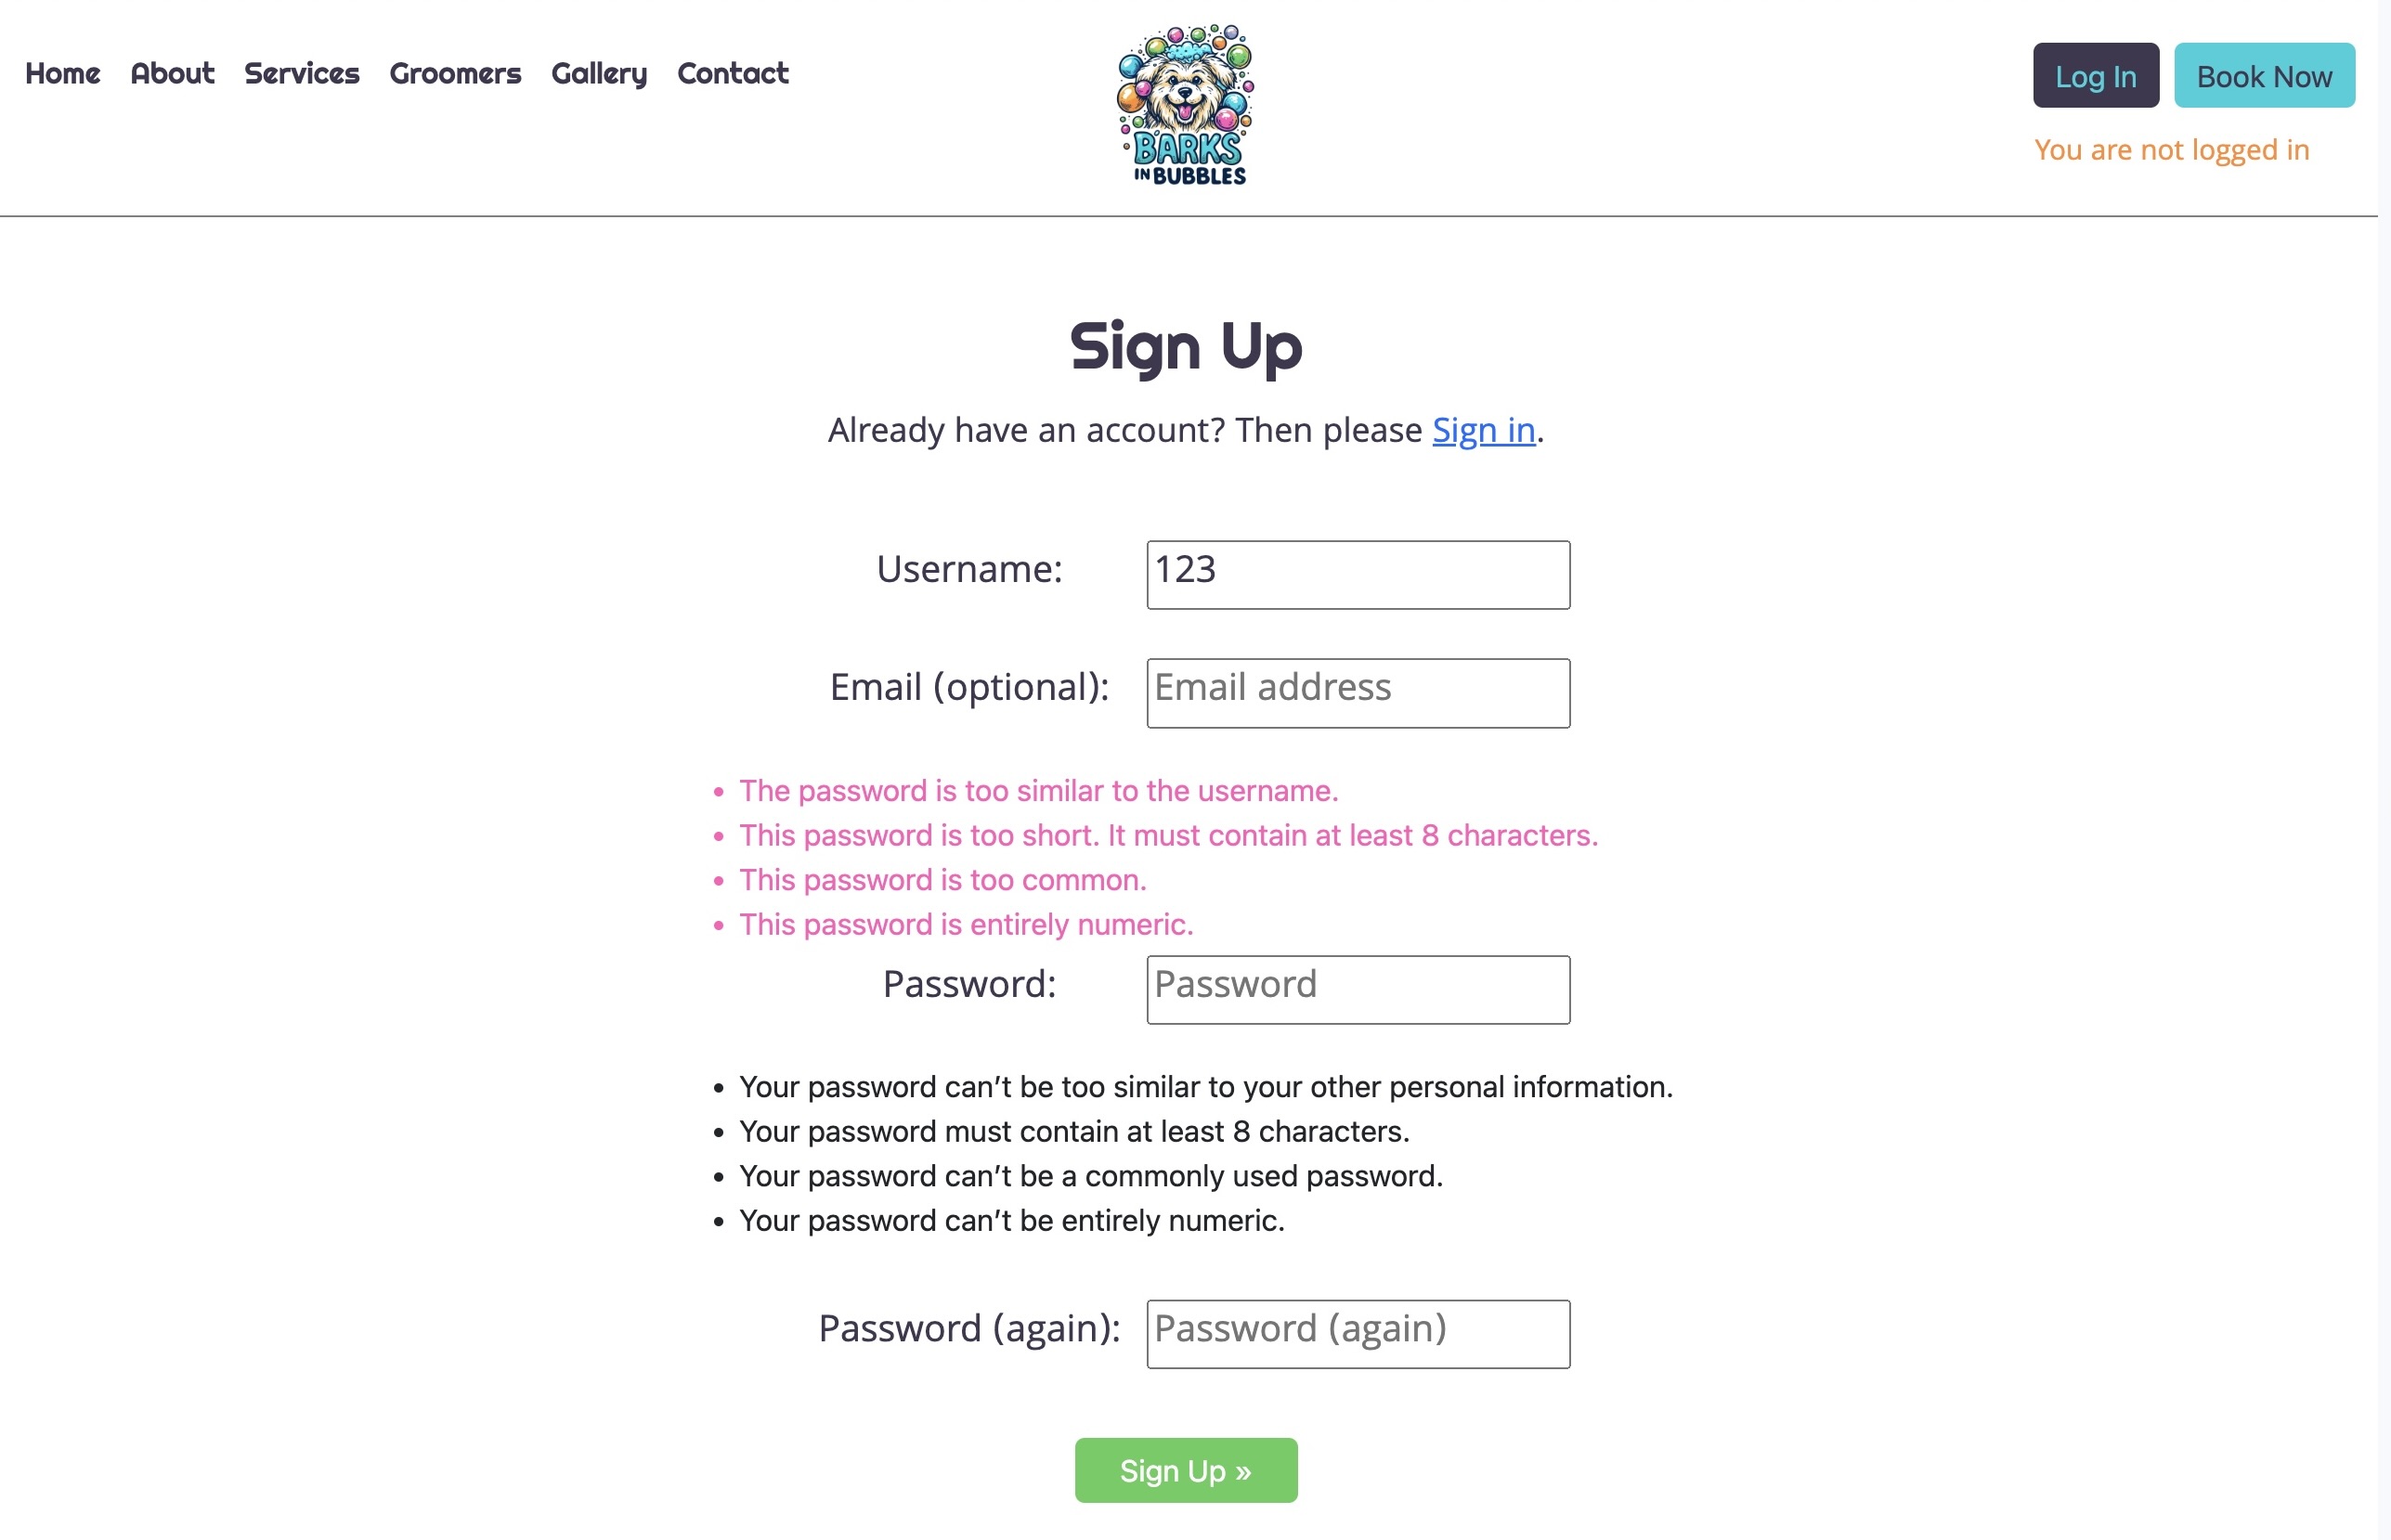 Home About Services Groomers Gallery Contact
BARKS
IN BUBBLES
Log In
Book Now
You are not logged in
Sign Up
Already have an account? Then please Sign in.
Username: 123
Email (optional): Email address
• The password is too similar to the username.
• This password is too short. It must contain at least 8 characters.
• This password is too common.
• This password is entirely numeric.
Password: Password
• Your password can’t be too similar to your other personal information.
• Your password must contain at least 8 characters.
• Your password can’t be a commonly used password.
• Your password can’t be entirely numeric.
Password (again): Password (again)
Sign Up »